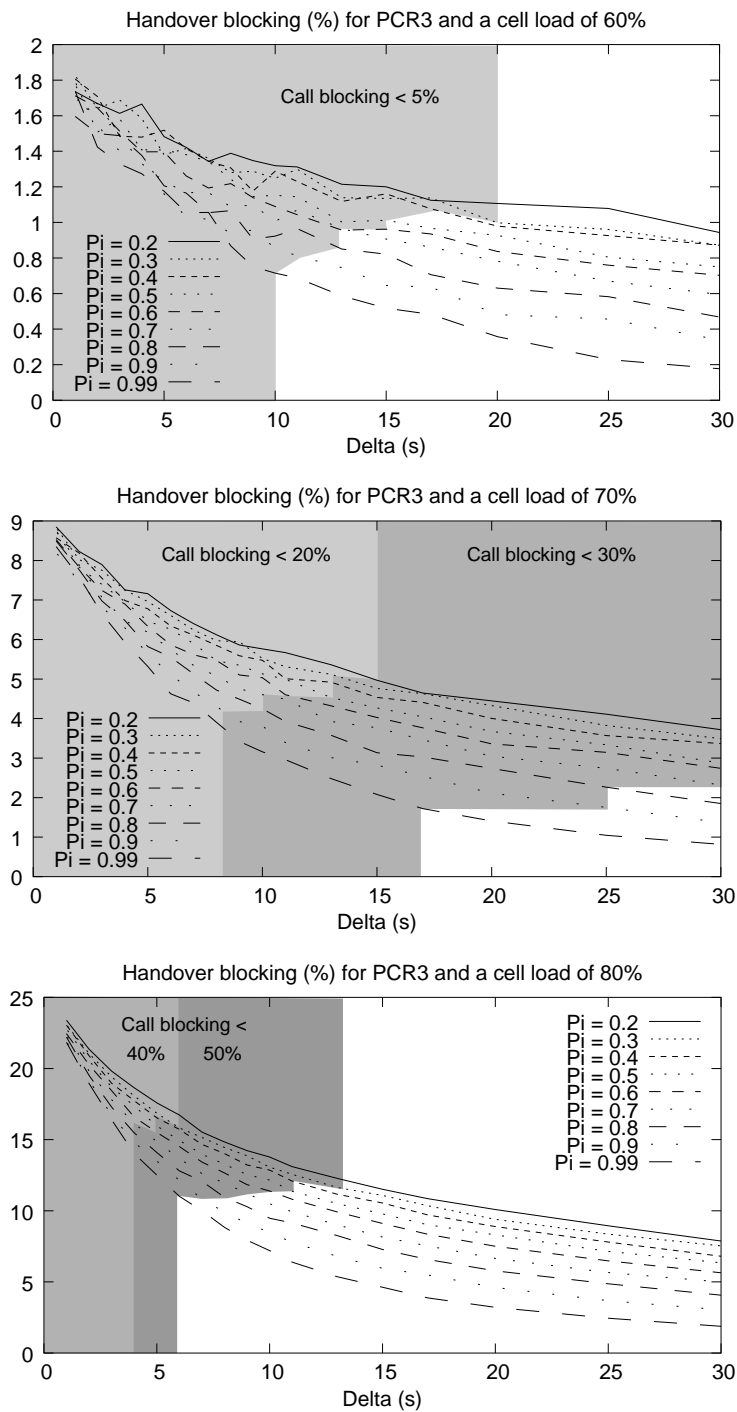 Handover blocking (%) for PCR3 and a cell load of 60%
2
1.8
1.6
1.4
1.2
1
0.8
0.6
0.4
0.2
0
Call blocking < 5%
Pi = 0.2
Pi = 0.3
Pi = 0.4
Pi = 0.5
Pi = 0.6
Pi = 0.7
Pi = 0.8
Pi = 0.9
Pi = 0.99
0 5 10 15 20 25 30
Delta (s)
Handover blocking (%) for PCR3 and a cell load of 70%
9
8
7
6
5
4
3
2
1
0
Call blocking < 20%
Call blocking < 30%
Pi = 0.2
Pi = 0.3
Pi = 0.4
Pi = 0.5
Pi = 0.6
Pi = 0.7
Pi = 0.8
Pi = 0.9
Pi = 0.99
0 5 10 15 20 25 30
Delta (s)
Handover blocking (%) for PCR3 and a cell load of 80%
25
20
15
10
5
0
Call blocking <
40% 50%
Pi = 0.2
Pi = 0.3
Pi = 0.4
Pi = 0.5
Pi = 0.6
Pi = 0.7
Pi = 0.8
Pi = 0.9
Pi = 0.99
0 5 10 15 20 25 30
Delta (s)